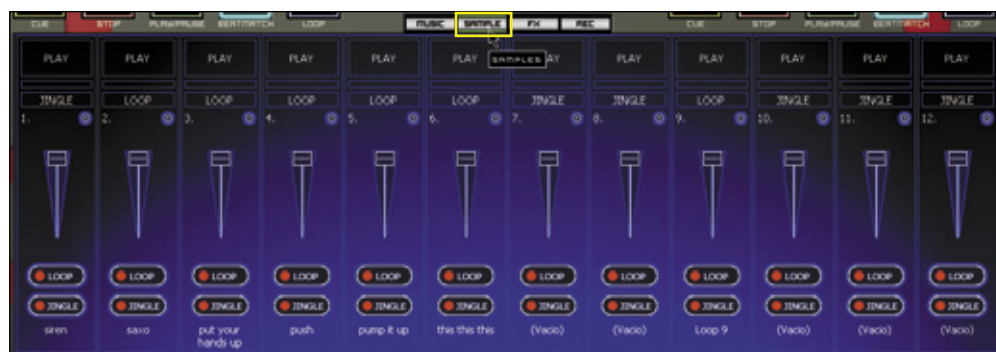 CUE STOP PLAY/PAUSE BEATMATCH LOOP MUSIC SAMPLE FX REC CUE STOP PLAY/PAUSE BEATMATCH LOOP
PLAY PLAY PLAY PLAY PLAY PLAY SAMPLES AY PLAY PLAY PLAY PLAY PLAY
JINGLE LOOP LOOP LOOP LOOP LOOP JINGLE JINGLE LOOP JINGLE JINGLE JINGLE
1. 2. 3. 4. 5. 6. 7. 8. 9. 10. 11. 12.
LOOP LOOP LOOP LOOP LOOP LOOP LOOP LOOP LOOP LOOP LOOP LOOP
JINGLE JINGLE JINGLE JINGLE JINGLE JINGLE JINGLE JINGLE JINGLE JINGLE JINGLE JINGLE
siren saxo put your push pump it up this this this (Vacio) (Vacio) Loop 9 (Vacio) (Vacio) (Vacio)
hands up